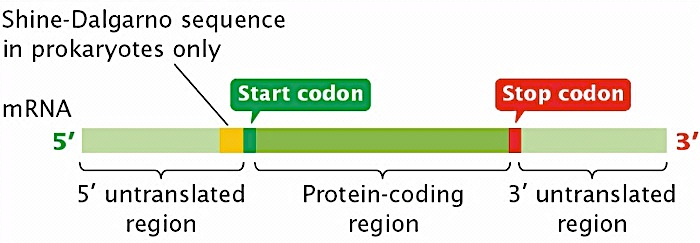 Shine-Dalgarno sequence
in prokaryotes only
Start codon
Stop codon
mRNA
5′
3′
5′ untranslated
region
Protein-coding
region
3′ untranslated
region